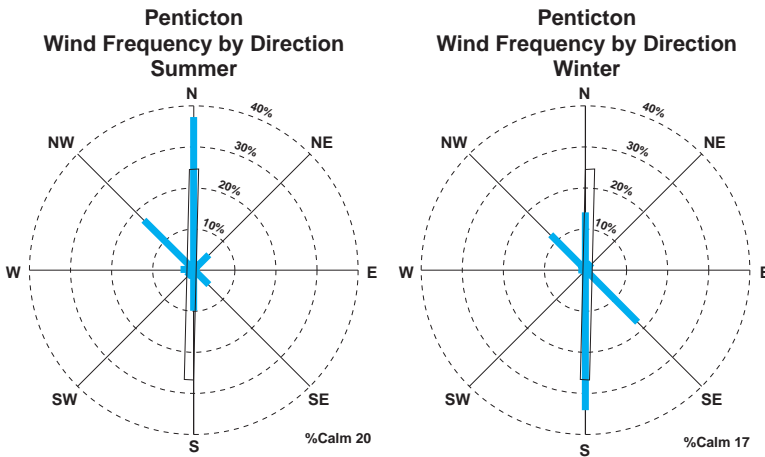 Penticton
Wind Frequency by Direction
Summer
N
40%
NW
NE
30%
20%
10%
W
E
SW
SE
S
%Calm 20
Penticton
Wind Frequency by Direction
Winter
N
40%
NW
NE
30%
20%
10%
W
E
SW
SE
S
%Calm 17